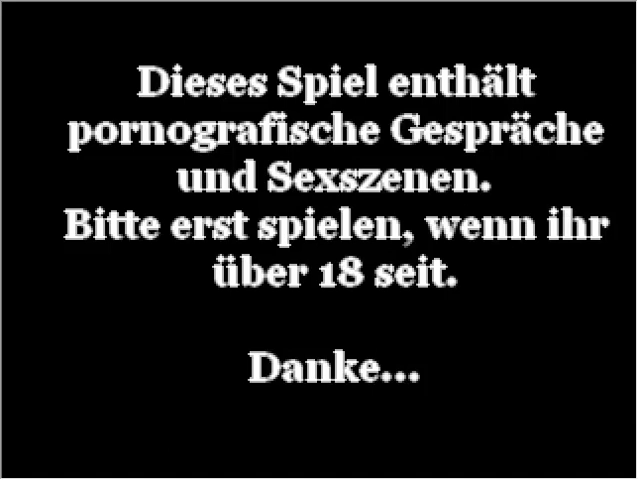 Dieses Spiel enthält
pornografische Gespräche
und Sexszenen.
Bitte erst spielen, wenn ihr
über 18 seit.
Danke...